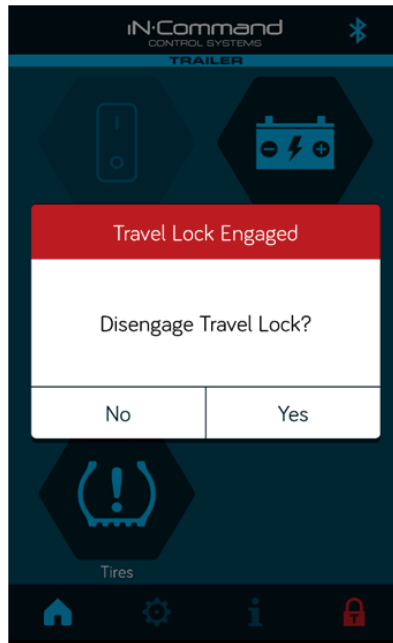 iN·Command
CONTROL SYSTEMS
TRAILER
Travel Lock Engaged
Disengage Travel Lock?
No
Yes
Tires